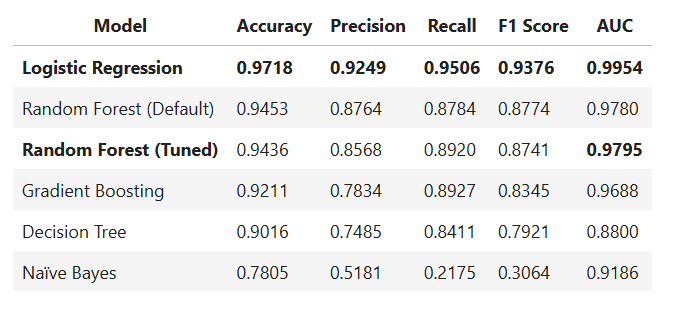 Model Accuracy Precision Recall F1 Score AUC
Logistic Regression 0.9718 0.9249 0.9506 0.9376 0.9954
Random Forest (Default) 0.9453 0.8764 0.8784 0.8774 0.9780
Random Forest (Tuned) 0.9436 0.8568 0.8920 0.8741 0.9795
Gradient Boosting 0.9211 0.7834 0.8927 0.8345 0.9688
Decision Tree 0.9016 0.7485 0.8411 0.7921 0.8800
Naïve Bayes 0.7805 0.5181 0.2175 0.3064 0.9186